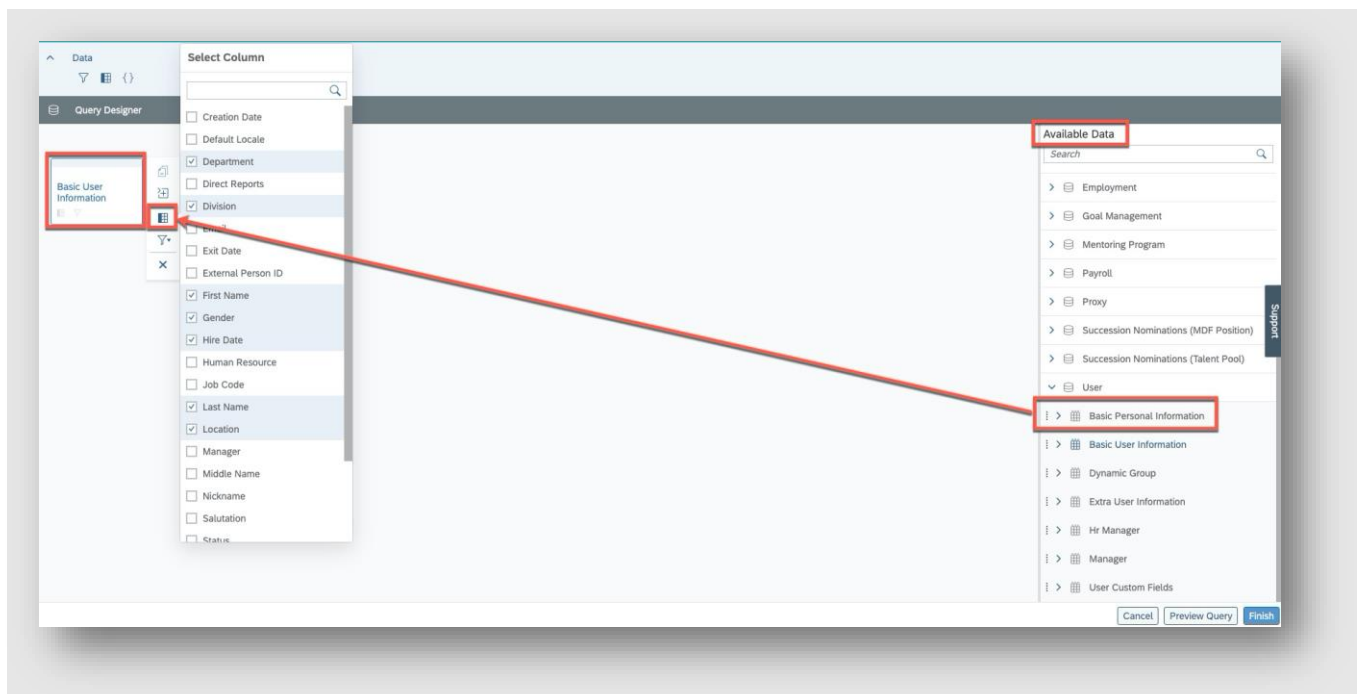 Data
{}
Query Designer
Basic User
Information
Select Column
Creation Date
Default Locale
Department
Direct Reports
Division
Email
Exit Date
External Person ID
First Name
Gender
Hire Date
Human Resource
Job Code
Last Name
Location
Manager
Middle Name
Nickname
Salutation
Status
Available Data
Search
Employment
Goal Management
Mentoring Program
Payroll
Proxy
Succession Nominations (MDF Position)
Succession Nominations (Talent Pool)
User
Basic Personal Information
Basic User Information
Dynamic Group
Extra User Information
Hr Manager
Manager
User Custom Fields
Support
Cancel Preview Query Finish